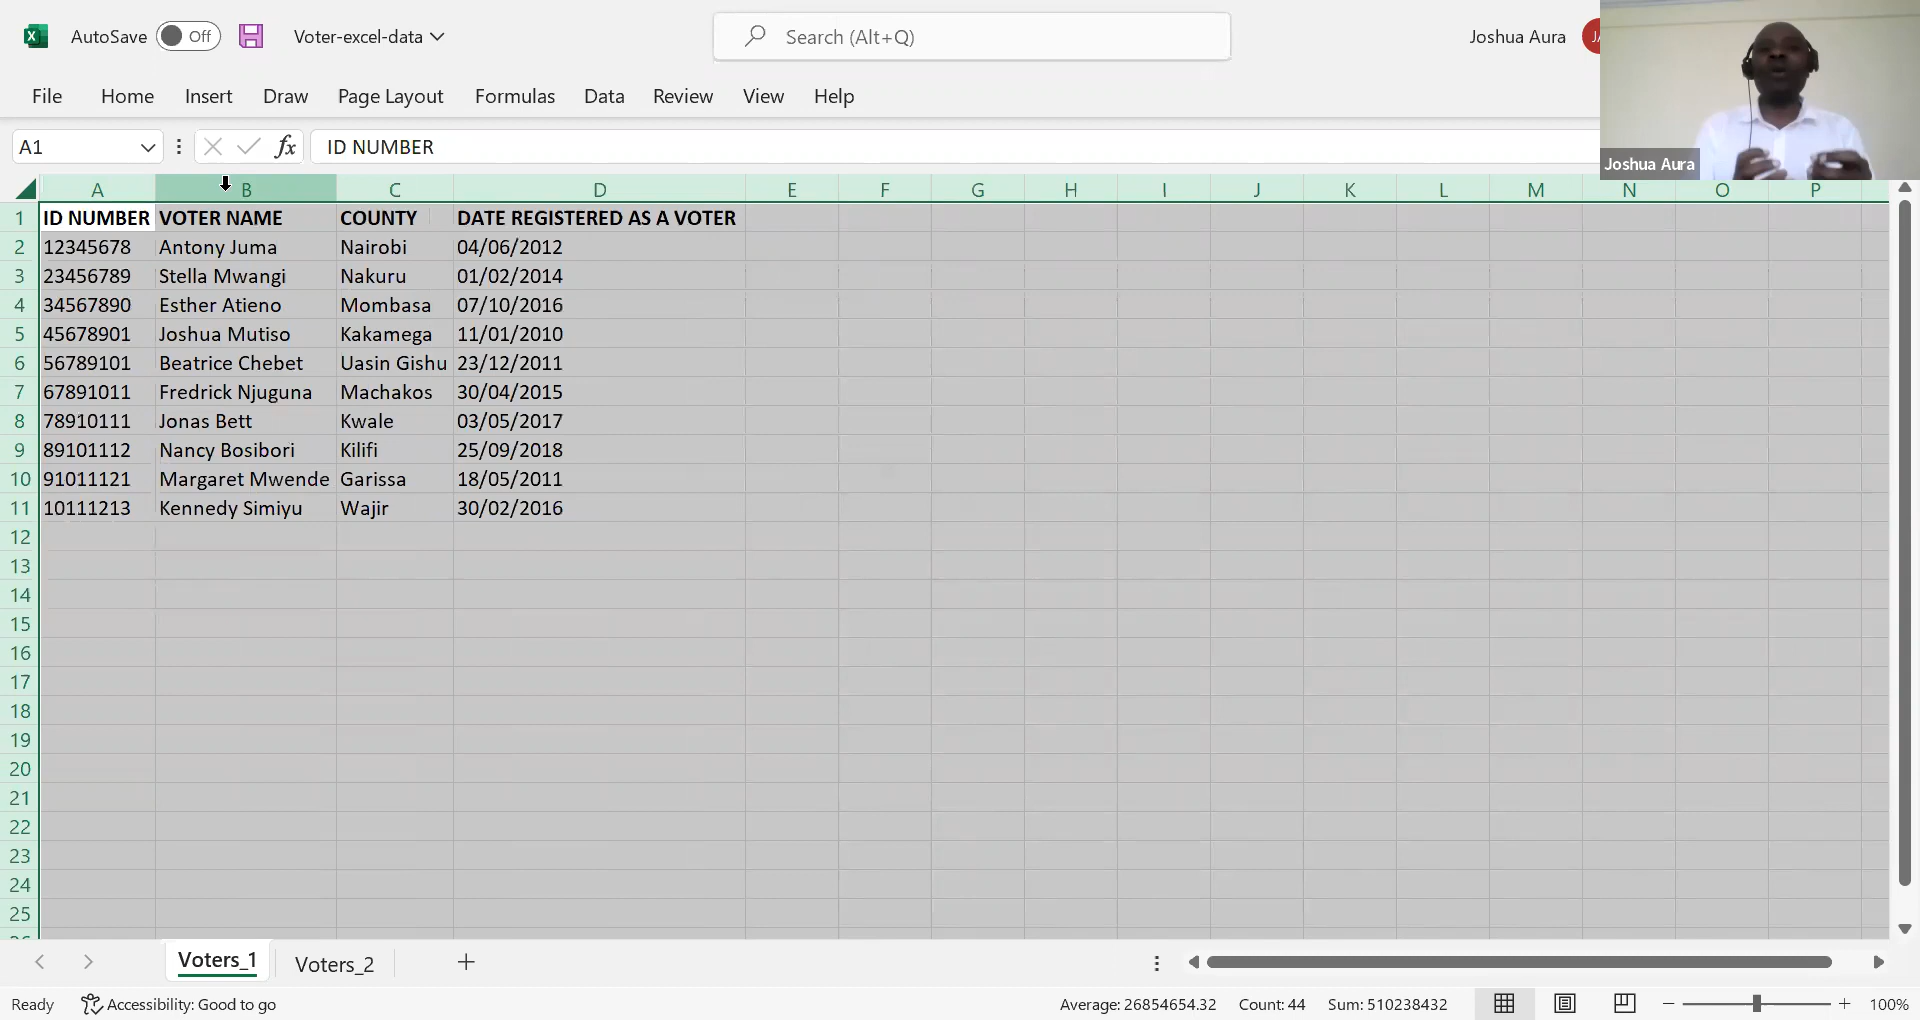 AutoSave Off Voter-excel-data Search (Alt+Q) Joshua Aura
File Home Insert Draw Page Layout Formulas Data Review View Help
A1 fx ID NUMBER
Joshua Aura
A B C D E F G H I J K L M N O P
1 ID NUMBER VOTER NAME COUNTY DATE REGISTERED AS A VOTER
2 12345678 Antony Juma Nairobi 04/06/2012
3 23456789 Stella Mwangi Nakuru 01/02/2014
4 34567890 Esther Atieno Mombasa 07/10/2016
5 45678901 Joshua Mutiso Kakamega 11/01/2010
6 56789101 Beatrice Chebet Uasin Gishu 23/12/2011
7 67891011 Fredrick Njuguna Machakos 30/04/2015
8 78910111 Jonas Bett Kwale 03/05/2017
9 89101112 Nancy Bosibori Kilifi 25/09/2018
10 91011121 Margaret Mwende Garissa 18/05/2011
11 10111213 Kennedy Simiyu Wajir 30/02/2016
12
13
14
15
16
17
18
19
20
21
22
23
24
25
Voters_1 Voters_2
Ready Accessibility: Good to go Average: 26854654.32 Count: 44 Sum: 510238432 100%